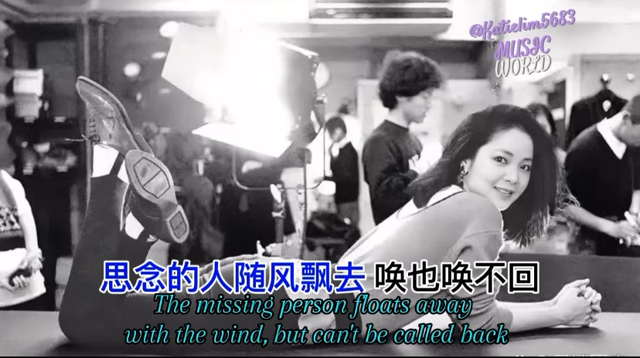 @Katielim5683
MUSIC
WORLD
思念的人随风飘去 唤也唤不回
The missing person floats away
with the wind, but can't be called back